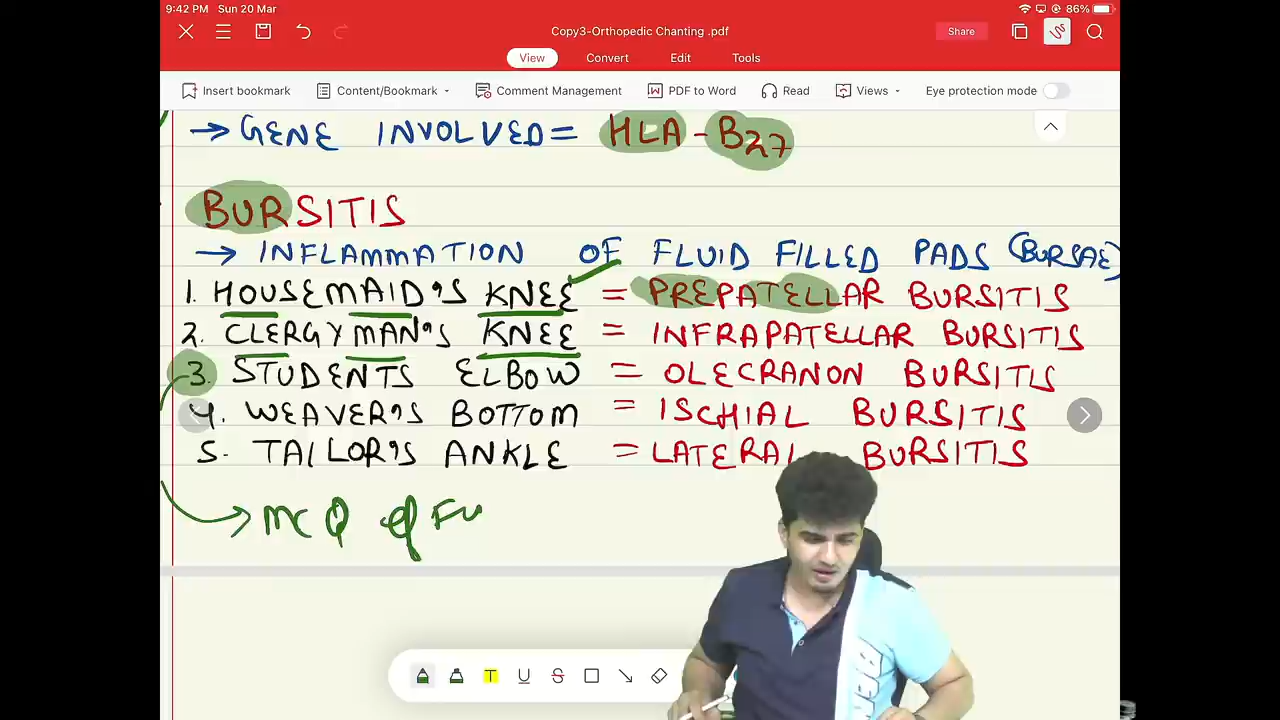 9:42 PM Sun 20 Mar
86%
Copy3-Orthopedic Chanting .pdf
Share
View Convert Edit Tools
Insert bookmark Content/Bookmark Comment Management PDF to Word Read Views Eye protection mode
→ GENE INVOLVED = HLA - B27
BURSITIS
→ INFLAMMATION OF FLUID FILLED PADS (BURSAE)
1. HOUSEMAID'S KNEE = PREPATELLAR BURSITIS
2. CLERGYMAN'S KNEE = INFRAPATELLAR BURSITIS
3. STUDENTS ELBOW = OLECRANON BURSITIS
4. WEAVER'S BOTTOM = ISCHIAL BURSITIS
5. TAILOR'S ANKLE = LATERAL BURSITIS
→ MCQ of
T U S